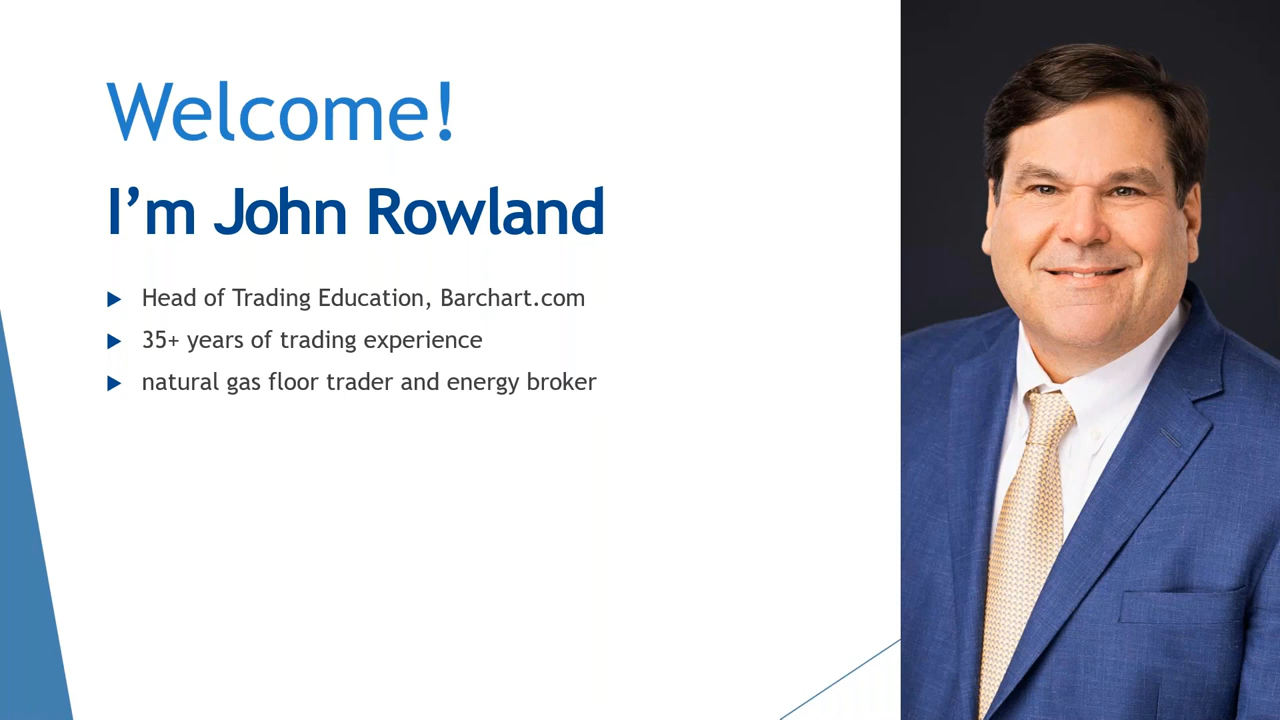 Welcome!
I’m John Rowland
Head of Trading Education, Barchart.com
35+ years of trading experience
natural gas floor trader and energy broker